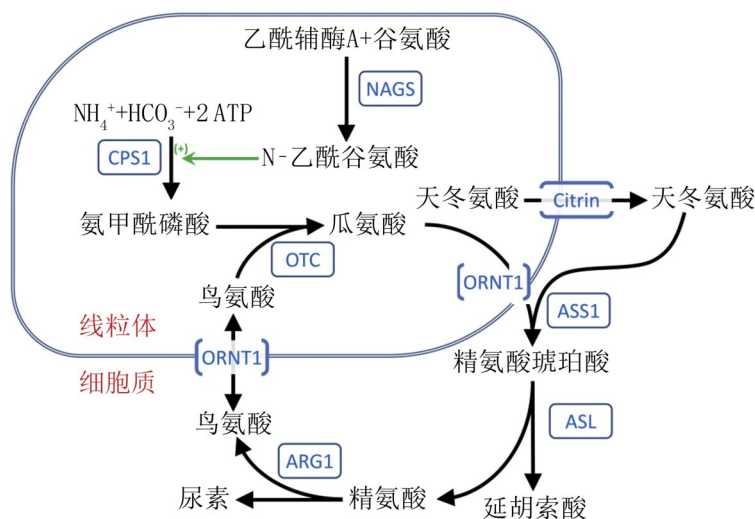 乙酰辅酶A+谷氨酸
NAGS
NH₄⁺+HCO₃⁻+2 ATP
CPS1
(+)
N-乙酰谷氨酸
天冬氨酸
Citrin
天冬氨酸
氨甲酰磷酸
瓜氨酸
OTC
ORNT1
鸟氨酸
ASS1
线粒体
ORNT1
精氨酸琥珀酸
细胞质
鸟氨酸
ASL
ARG1
尿素
精氨酸
延胡索酸